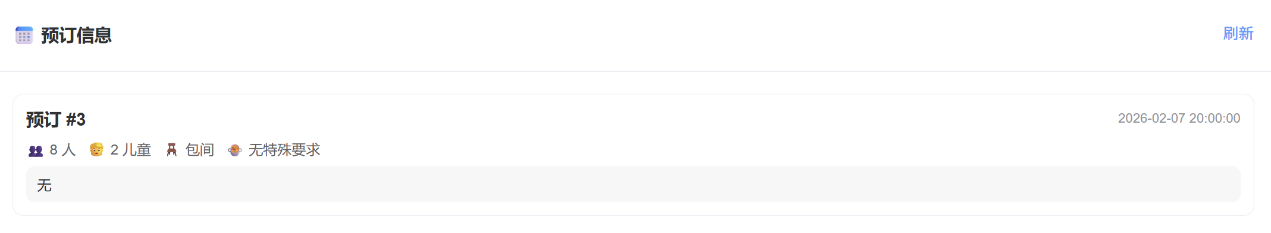 预订信息
刷新
预订 #3
2026-02-07 20:00:00
8 人 2 儿童 包间 无特殊要求
无